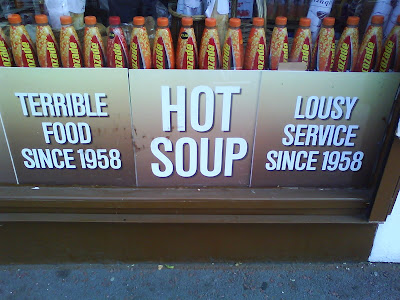 TERRIBLE
FOOD
SINCE 1958
HOT
SOUP
LOUSY
SERVICE
SINCE 1958